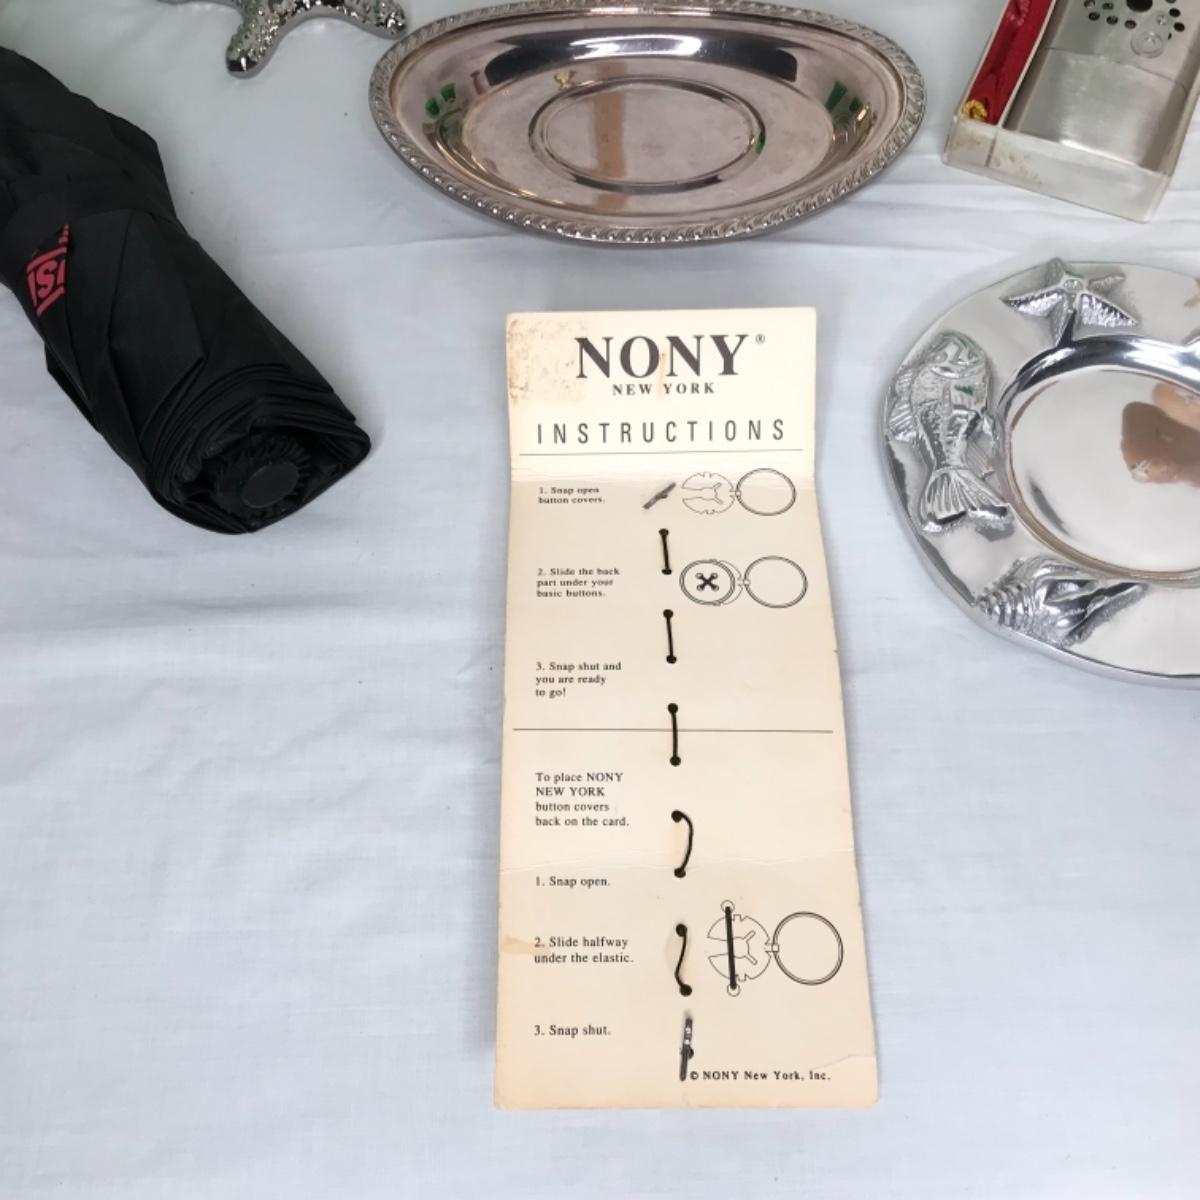 NONY®
NEW YORK
INSTRUCTIONS
1. Snap open
button covers.
2. Slide the back
part under your
basic buttons.
3. Snap shut and
you are ready
to go!
To place NONY
NEW YORK
button covers
back on the card.
1. Snap open.
2. Slide halfway
under the elastic.
3. Snap shut.
© NONY New York, Inc.